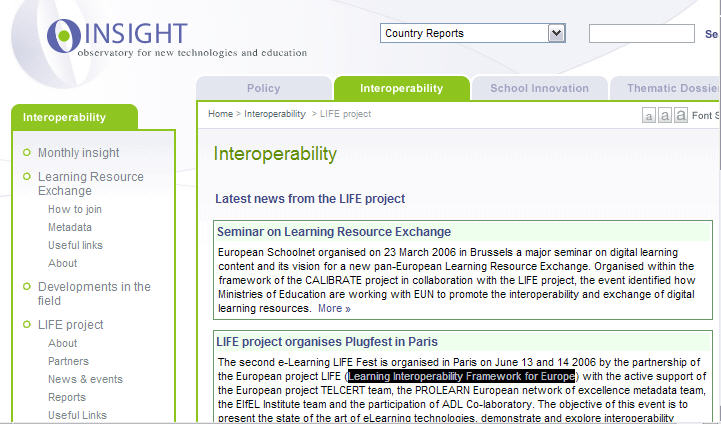 INSIGHT
observatory for new technologies and education
Country Reports
Se
Policy
Interoperability
School Innovation
Thematic Dossie
Interoperability
Home > Interoperability > LIFE project
a a a Font S
Monthly insight
Learning Resource
Exchange
How to join
Metadata
Useful links
About
Developments in the
field
LIFE project
About
Partners
News & events
Reports
Useful Links
Interoperability
Latest news from the LIFE project
Seminar on Learning Resource Exchange
European Schoolnet organised on 23 March 2006 in Brussels a major seminar on digital learning
content and its vision for a new pan-European Learning Resource Exchange. Organised within the
framework of the CALIBRATE project in collaboration with the LIFE project, the event identified how
Ministries of Education are working with EUN to promote the interoperability and exchange of digital
learning resources. More »
LIFE project organises Plugfest in Paris
The second e-Learning LIFE Fest is organised in Paris on June 13 and 14 2006 by the partnership of
the European project LIFE (Learning Interoperability Framework for Europe) with the active support of
the European project TELCERT team, the PROLEARN European network of excellence metadata team,
the EIfEL Institute team and the participation of ADL Co-laboratory. The objective of this event is to
present the state of the art of eLearning technologies, demonstrate and explore interoperability